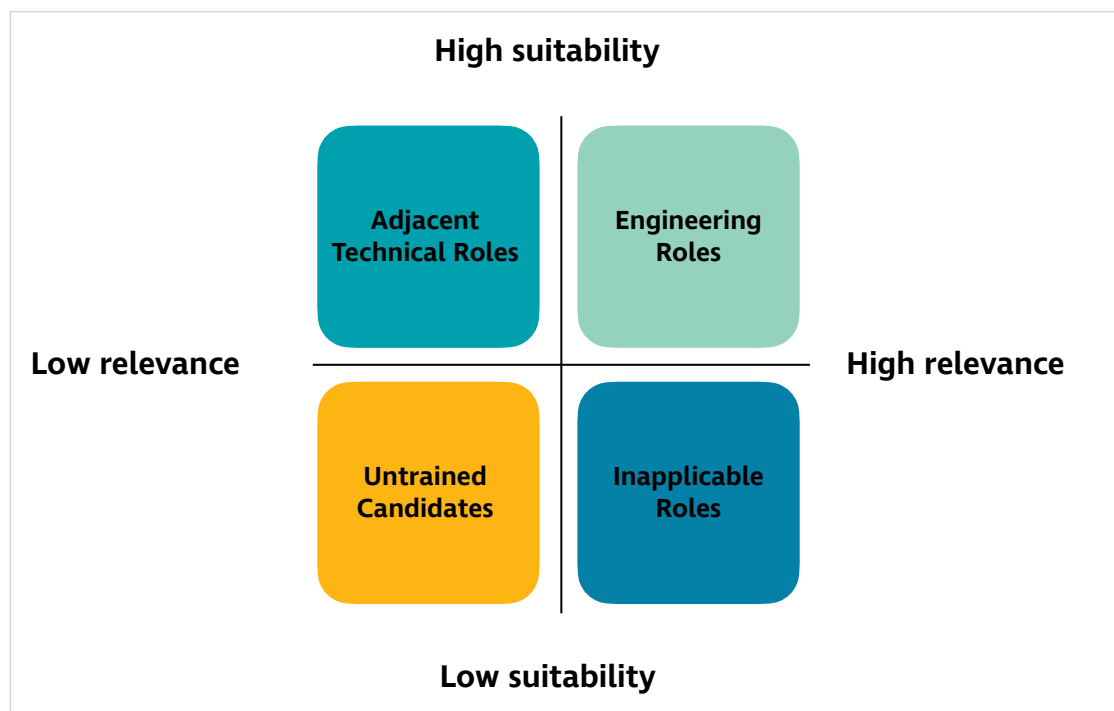 High suitability
Adjacent
Technical Roles
Engineering
Roles
Low relevance
High relevance
Untrained
Candidates
Inapplicable
Roles
Low suitability